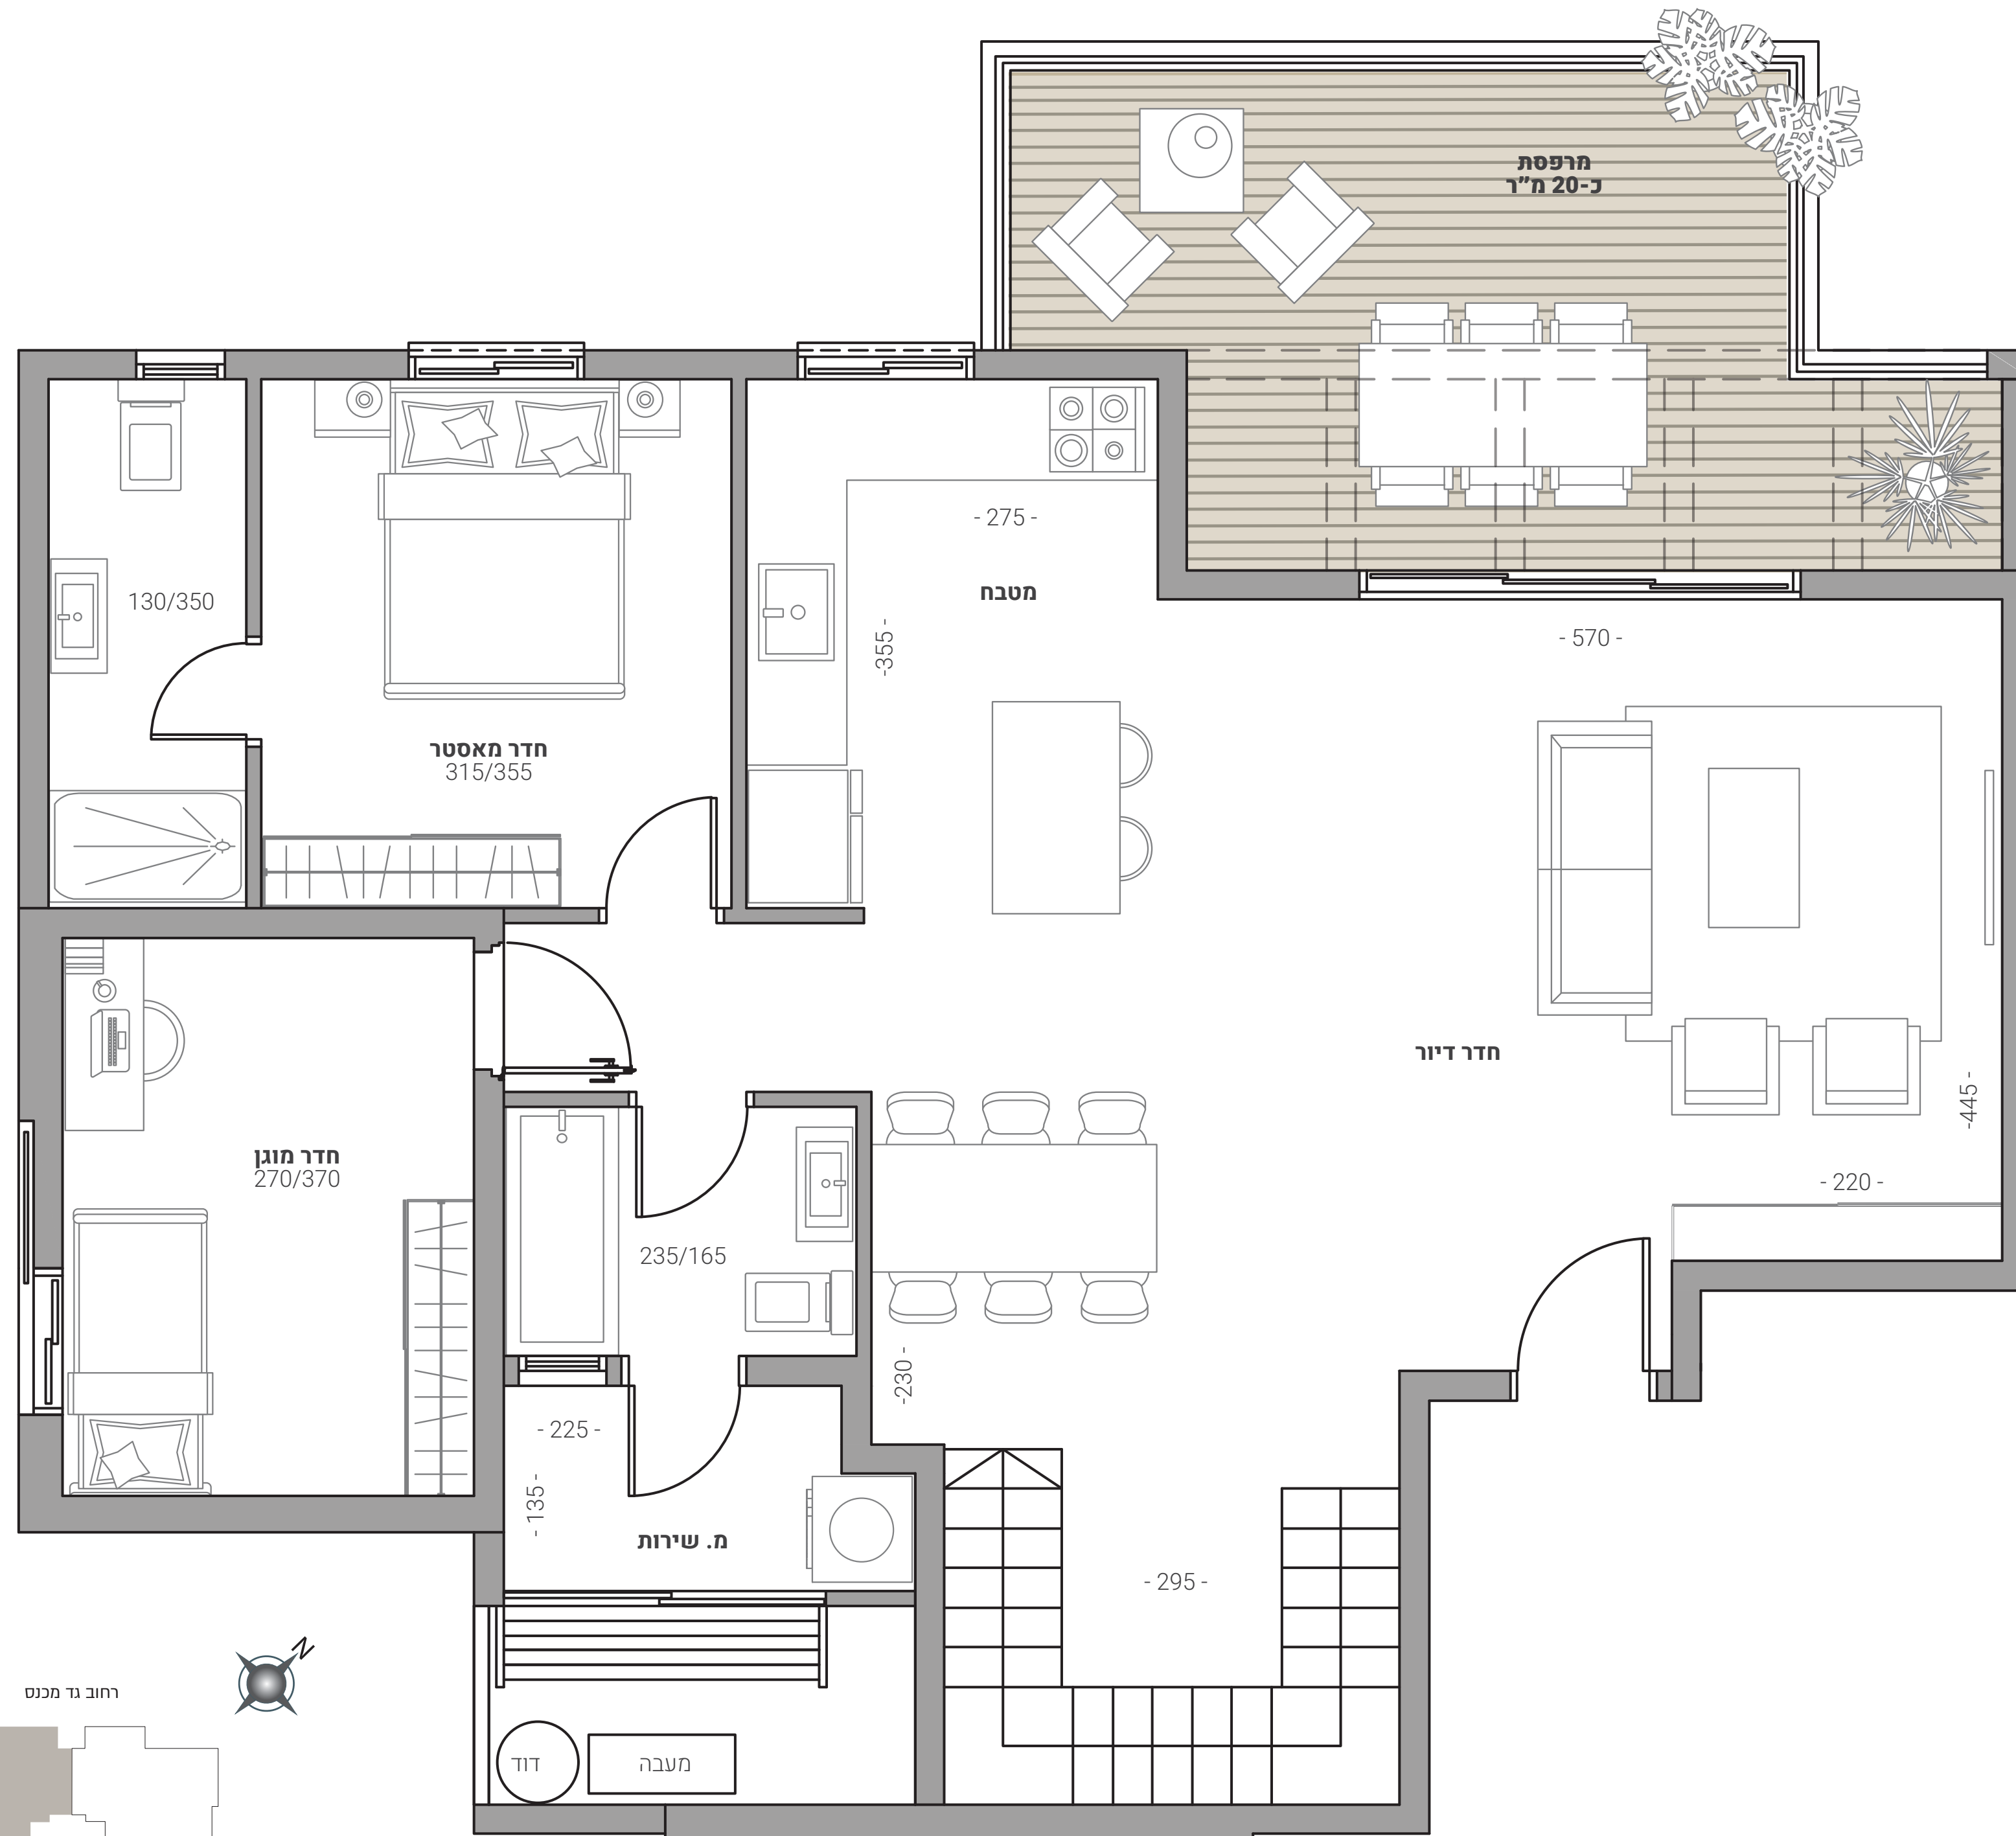 מרפסת
כ-20 מ״ר
- 275 -
מטבח
-355 -
130/350
חדר מאסטר
315/355
- 570 -
חדר דיור
-445 -
- 220 -
חדר מוגן
270/370
235/165
-230 -
- 225 -
- 135 -
מ. שירות
- 295 -
N
רחוב גד מכנס
דוד
מעבה